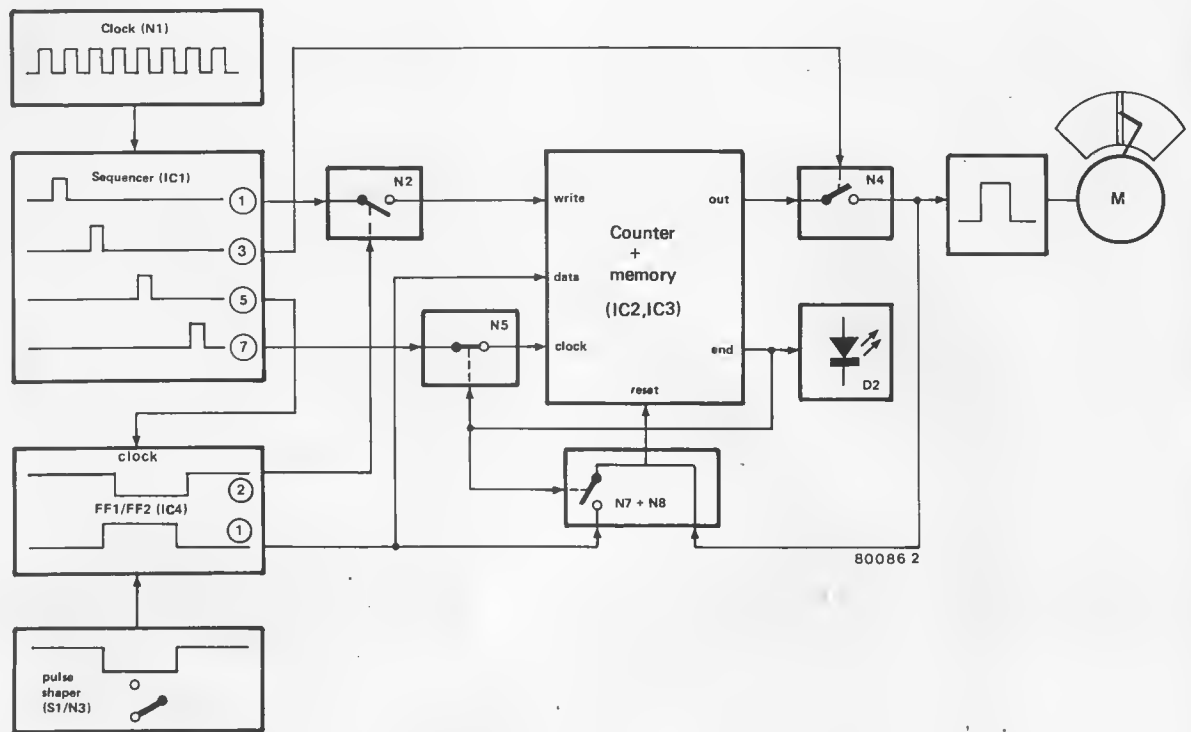 Clock (N1)
Sequencer (IC1)
1
3
5
7
N2
N5
write
data
clock
Counter
+
memory
(IC2,IC3)
out
end
reset
N4
M
D2
N7 + N8
80086 2
clock
2
FF1/FF2 (IC4)
1
pulse
shaper
(S1/N3)